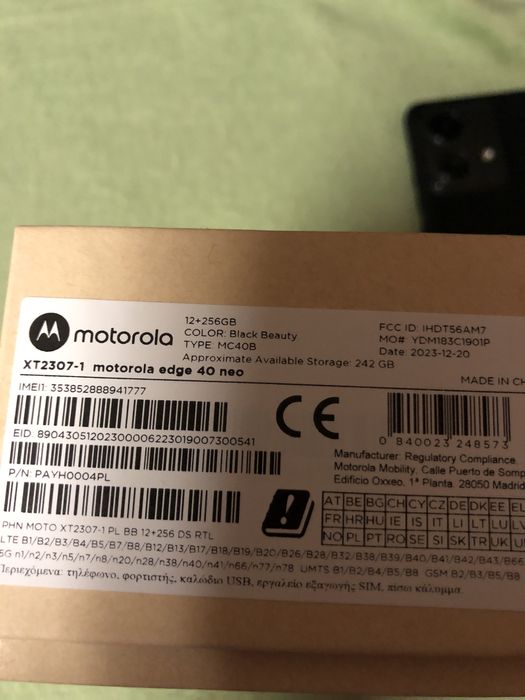 motorola
12+256GB
COLOR: Black Beauty
TYPE: MC40B
Approximate Available Storage: 242 GB
FCC ID: IHDT56AM7
MO#: YDM183C1901P
Date: 2023-12-20
XT2307-1 motorola edge 40 neo
MADE IN
IMEI1: 353852888941777
CE
0 840023 248573
EID: 89043051202300006223019007300541
Manufacturer: Regulatory Compliance
Motorola Mobility, Calle Puerto de
Edificio Oxxeo, 1ª Planta, 28050 Madrid
P/N: PAYH0004PL
AT BE BG CH CY CZ DE DK EE
FR HR HU IE IS IT LI LT LU LV
NO PL PT RO SE SI SK TR UK
PHN MOTO XT2307-1 PL BB 12+256 DS RTL
LTE B1/B2/B3/B4/B5/B7/B8/B12/B13/B17/B18/B19/B20/B26/B28/B32/B38/B39/B40/B41/B42/B43/B66
5G n1/n2/n3/n5/n7/n8/n20/n28/n38/n40/n41/n66/n77/n78 UMTS B1/B2/B4/B5/B8 GSM B2/B3/B5/B8
Περιεχόμενα: τηλέφωνο, φορτιστής, καλώδιο USB, εργαλείο εξαγωγής SIM, πίσω κάλυμμα